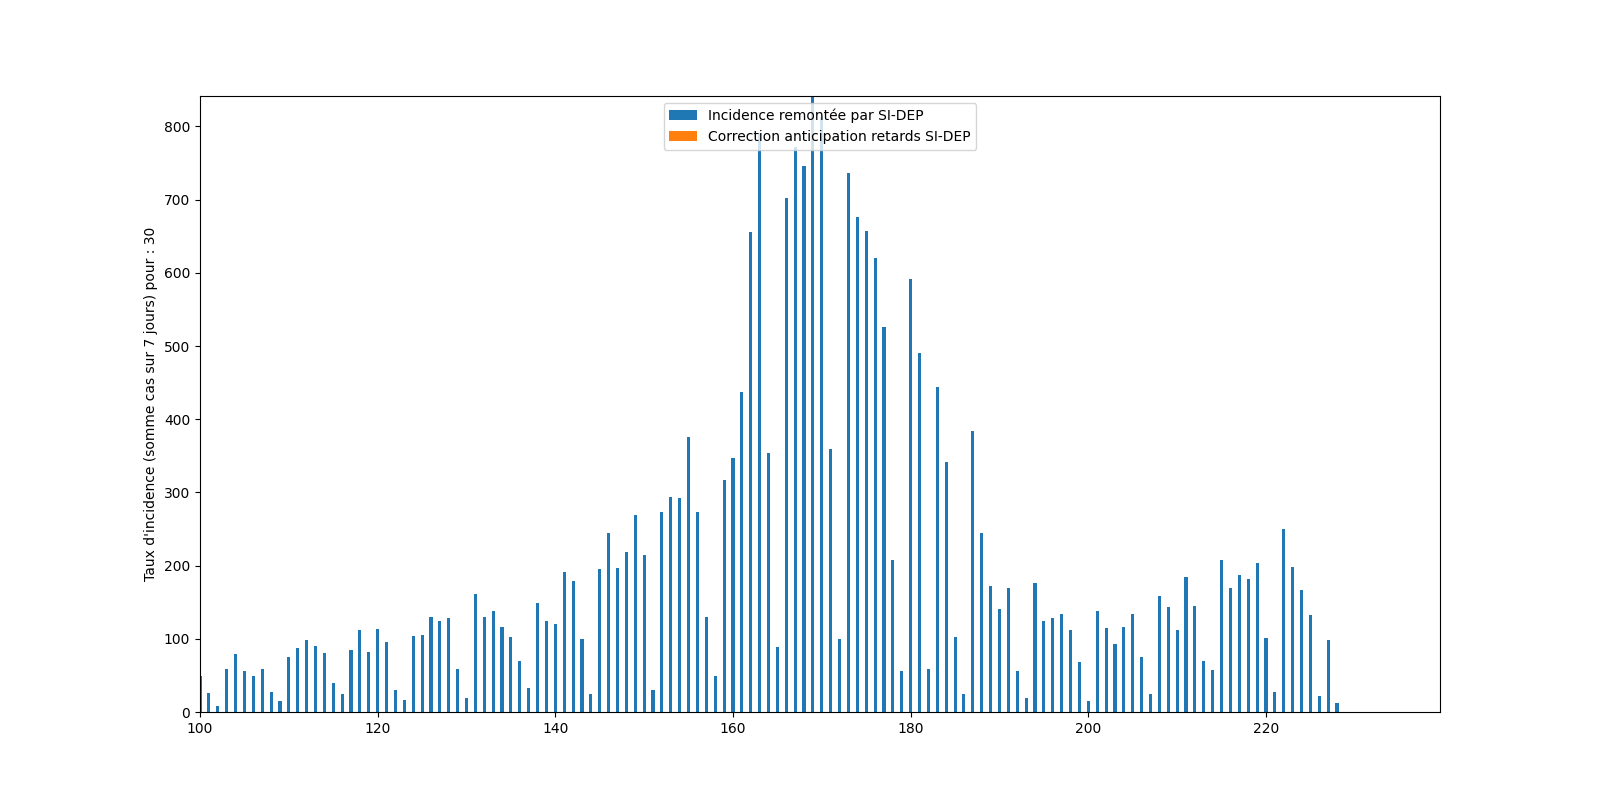 Incidence remontée par SI-DEP
Correction anticipation retards SI-DEP
Taux d'incidence (somme cas sur 7 jours) pour : 30
800
700
600
500
400
300
200
100
0
100 120 140 160 180 200 220